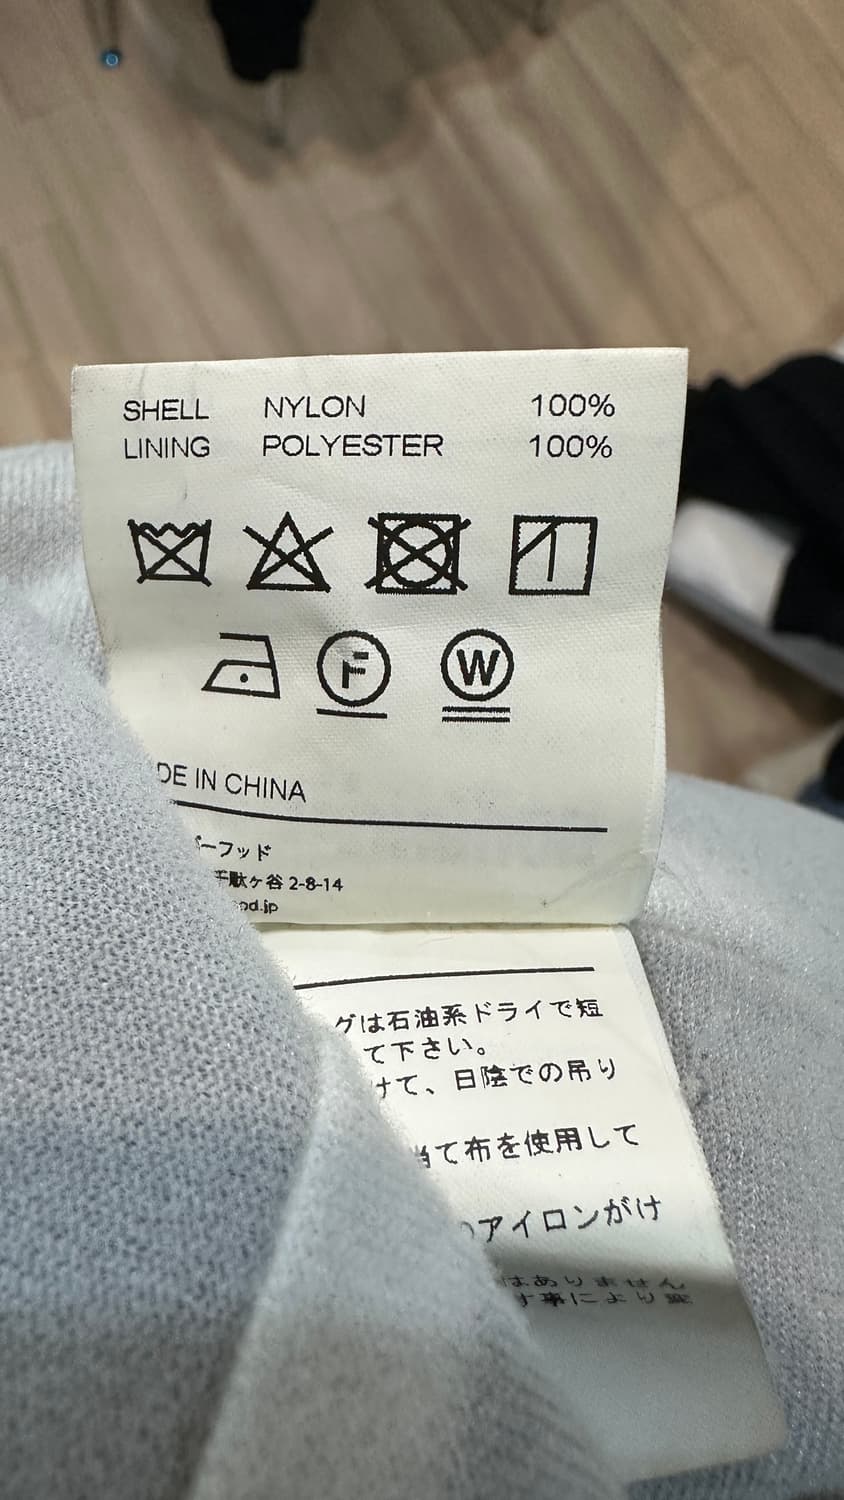 SHELL NYLON 100%
LINING POLYESTER 100%
F W
DE IN CHINA
ーフッド
千駄ヶ谷 2-8-14
od.jp
グは石油系ドライで短
て下さい。
けて、日陰での吊り
当て布を使用して
のアイロンがけ
はありません
す事により変